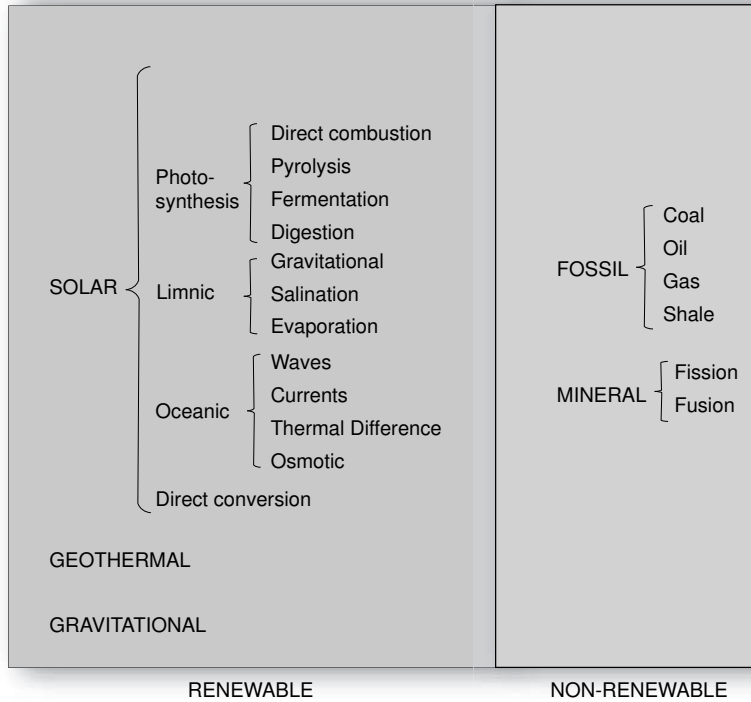 SOLAR
Photo-
synthesis
Direct combustion
Pyrolysis
Fermentation
Digestion
Limnic
Gravitational
Salination
Evaporation
Oceanic
Waves
Currents
Thermal Difference
Osmotic
Direct conversion
GEOTHERMAL
GRAVITATIONAL
RENEWABLE
FOSSIL
Coal
Oil
Gas
Shale
MINERAL
Fission
Fusion
NON-RENEWABLE